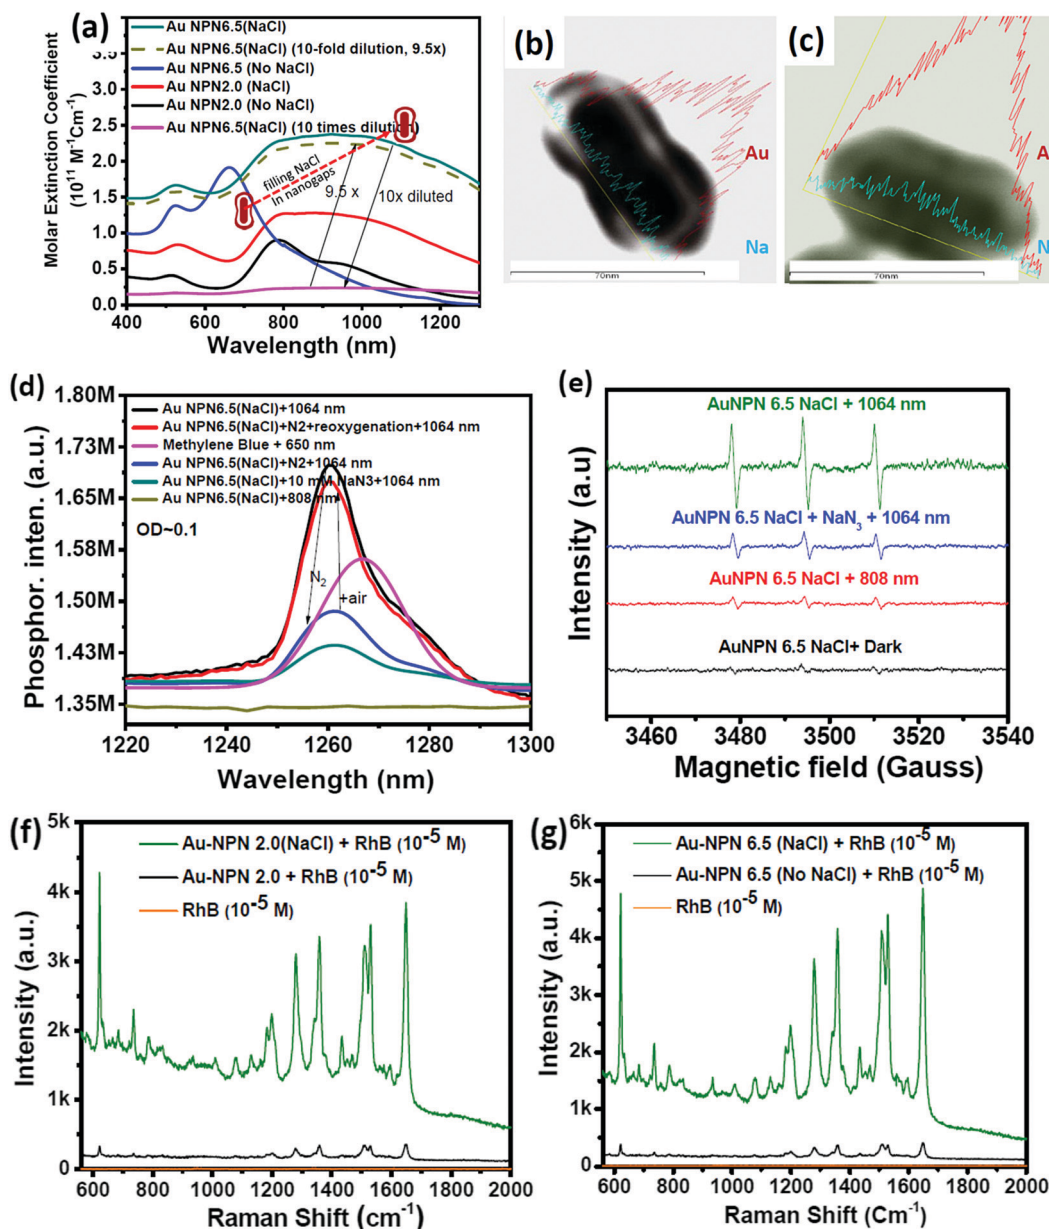 (a)
Au NPN6.5(NaCl)
Au NPN6.5(NaCl) (10-fold dilution, 9.5x)
Au NPN6.5 (No NaCl)
Au NPN2.0 (NaCl)
Au NPN2.0 (No NaCl)
Au NPN6.5(NaCl) (10 times dilution)
Molar Extinction Coefficient
(10¹¹ M⁻¹Cm⁻¹)
3.5
3.0
2.5
2.0
1.5
1.0
0.5
0.0
filling NaCl
In nanogaps
9.5 x
10x diluted
400 600 800 1000 1200
Wavelength (nm)
(b)
Au
Na
70nm
(c)
A
N
70nm
(d)
Phosphor. inten. (a.u.)
1.80M
1.73M
1.65M
1.58M
1.50M
1.43M
1.35M
Au NPN6.5(NaCl)+1064 nm
Au NPN6.5(NaCl)+N2+reoxygenation+1064 nm
Methylene Blue + 650 nm
Au NPN6.5(NaCl)+N2+1064 nm
Au NPN6.5(NaCl)+10 mM NaN3+1064 nm
Au NPN6.5(NaCl)+808 nm
OD~0.1
N₂
+air
1220 1240 1260 1280 1300
Wavelength (nm)
(e)
Intensity (a.u)
AuNPN 6.5 NaCl + 1064 nm
AuNPN 6.5 NaCl + NaN₃ + 1064 nm
AuNPN 6.5 NaCl + 808 nm
AuNPN 6.5 NaCl+ Dark
3460 3480 3500 3520 3540
Magnetic field (Gauss)
(f)
Intensity (a.u.)
5k
4k
3k
2k
1k
0
Au-NPN 2.0(NaCl) + RhB (10⁻⁵ M)
Au-NPN 2.0 + RhB (10⁻⁵ M)
RhB (10⁻⁵ M)
600 800 1000 1200 1400 1600 1800 2000
Raman Shift (cm⁻¹)
(g)
Intensity (a.u.)
6k
5k
4k
3k
2k
1k
0
Au-NPN 6.5 (NaCl) + RhB (10⁻⁵ M)
Au-NPN 6.5 (No NaCl) + RhB (10⁻⁵ M)
RhB (10⁻⁵ M)
600 800 1000 1200 1400 1600 1800 2000
Raman Shift (Cm⁻¹)